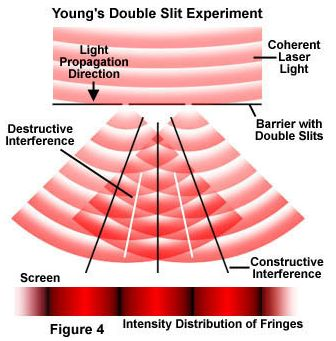 Young's Double Slit Experiment
Light
Propagation
Direction
Coherent
Laser
Light
Destructive
Interference
Barrier with
Double Slits
Constructive
Interference
Screen
Figure 4
Intensity Distribution of Fringes